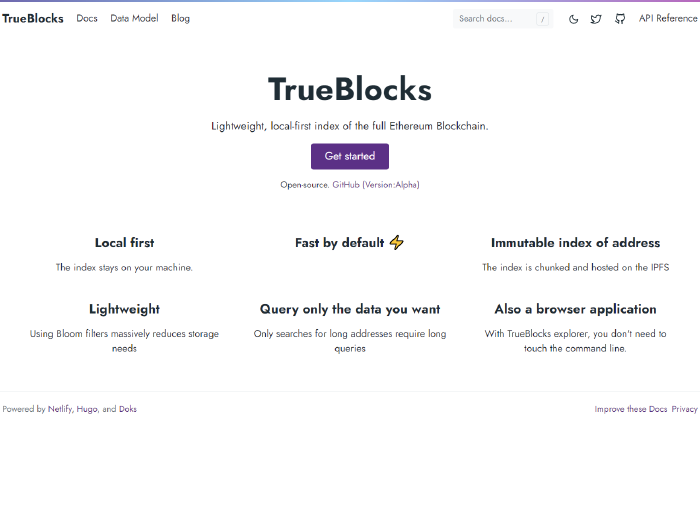 TrueBlocks Docs Data Model Blog Search docs... / API Reference
TrueBlocks
Lightweight, local-first index of the full Ethereum Blockchain.
Get started
Open-source. GitHub (Version:Alpha)
Local first
The index stays on your machine.
Fast by default ⚡
Immutable index of address
The index is chunked and hosted on the IPFS
Lightweight
Using Bloom filters massively reduces storage
needs
Query only the data you want
Only searches for long addresses require long
queries
Also a browser application
With TrueBlocks explorer, you don't need to
touch the command line.
Powered by Netlify, Hugo, and Doks
Improve these Docs Privacy